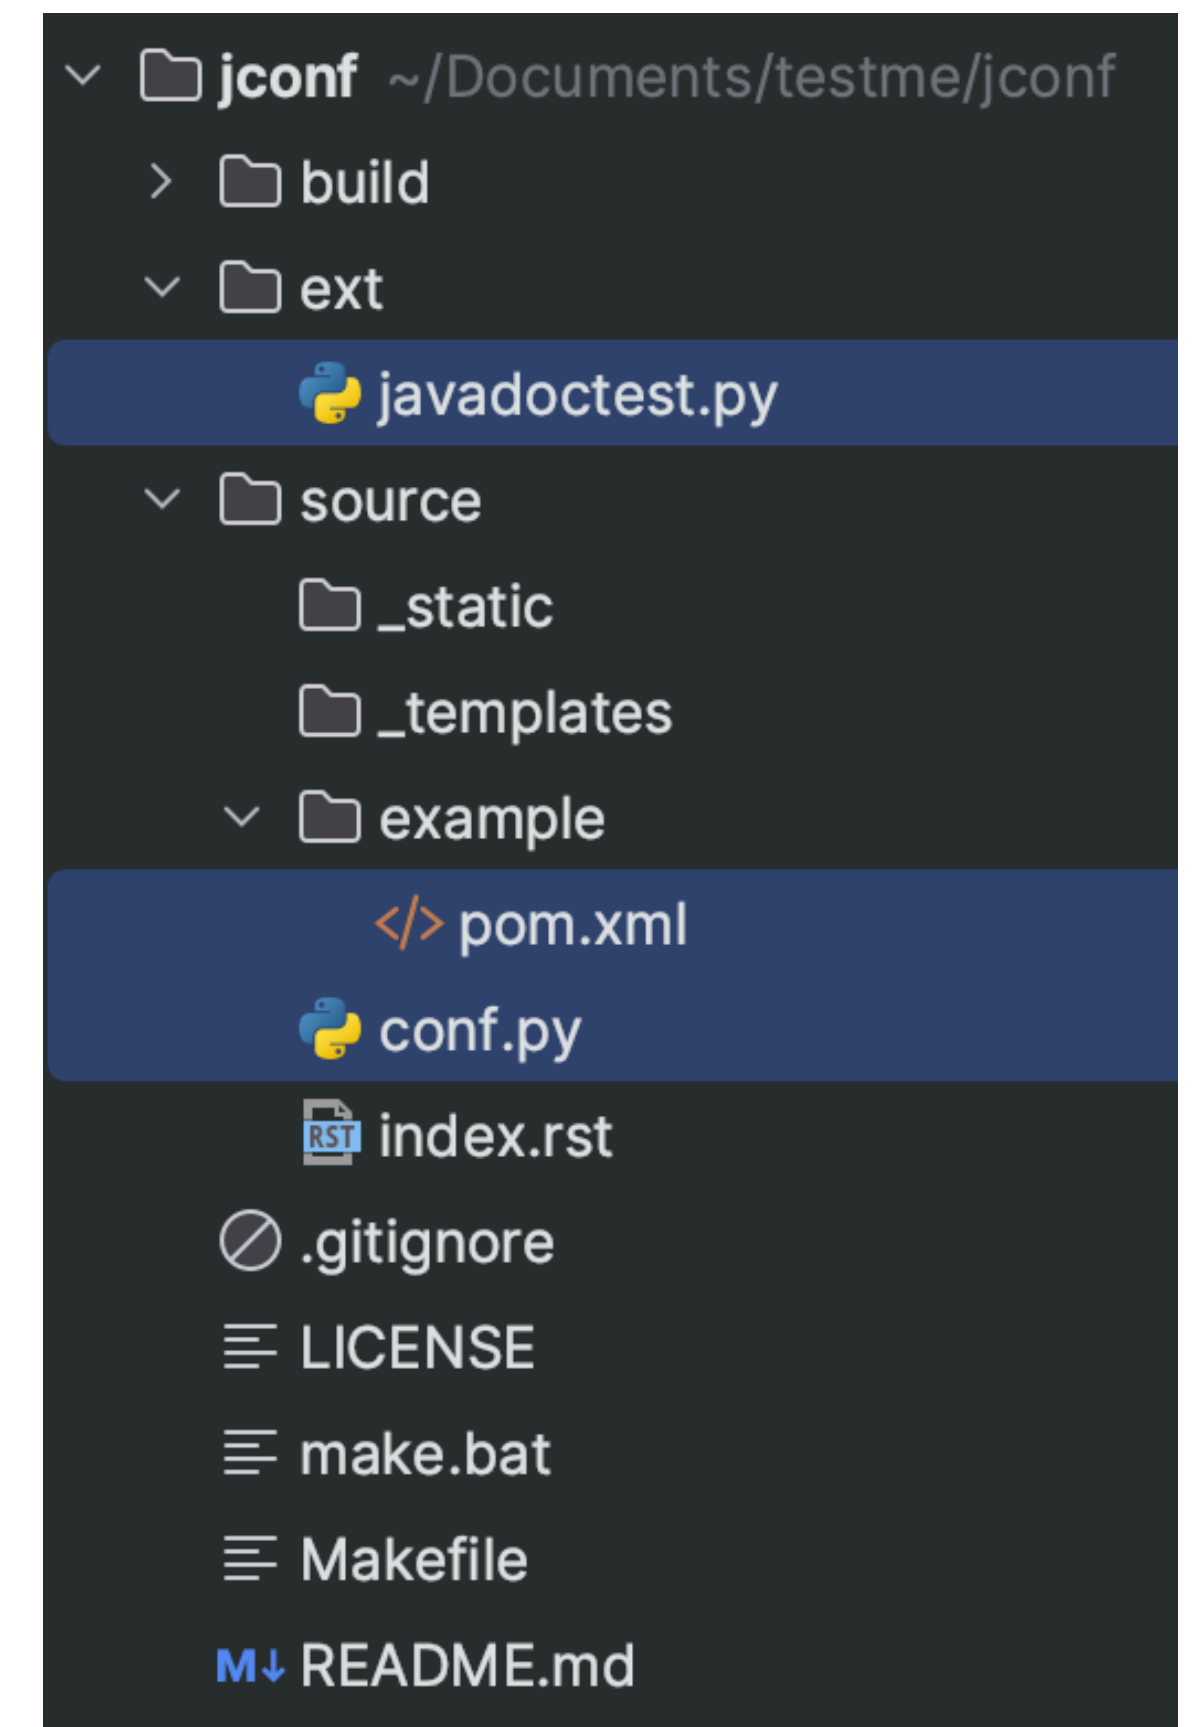 jconf ~/Documents/testme/jconf
build
ext
javadoctest.py
source
_static
_templates
example
</> pom.xml
conf.py
RST index.rst
.gitignore
LICENSE
make.bat
Makefile
M↓ README.md